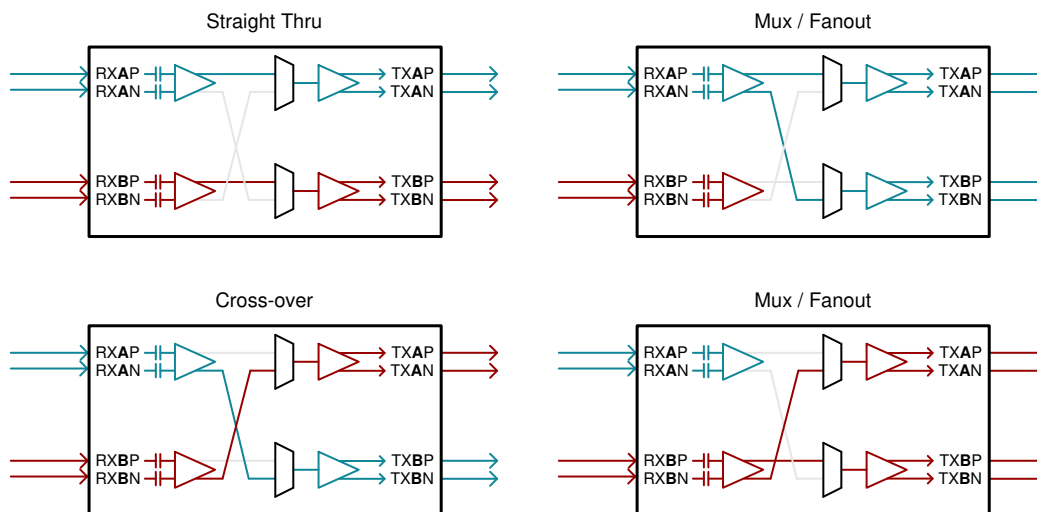 Straight Thru
RXAP
RXAN
TXAP
TXAN
RXBP
RXBN
TXBP
TXBN
Mux / Fanout
RXAP
RXAN
TXAP
TXAN
RXBP
RXBN
TXBP
TXBN
Cross-over
RXAP
RXAN
TXAP
TXAN
RXBP
RXBN
TXBP
TXBN
Mux / Fanout
RXAP
RXAN
TXAP
TXAN
RXBP
RXBN
TXBP
TXBN